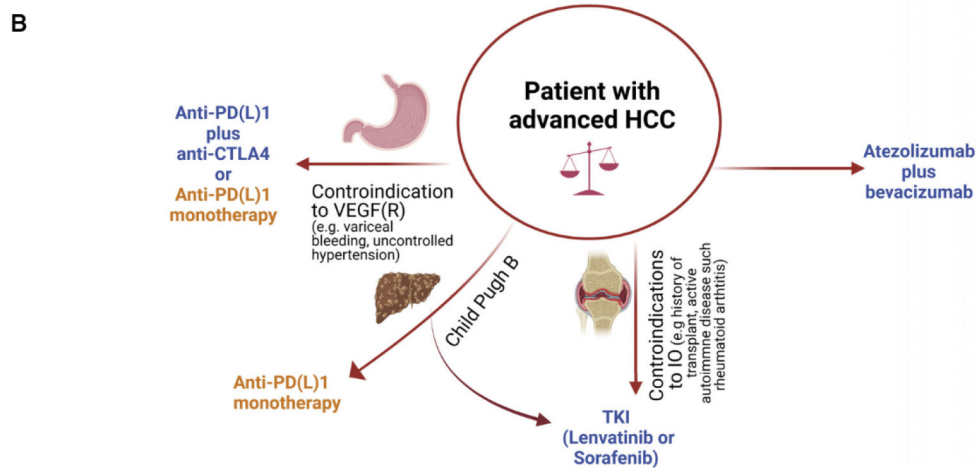 B
Patient with
advanced HCC
Anti-PD(L)1
plus
anti-CTLA4
or
Anti-PD(L)1
monotherapy
Controindication
to VEGF(R)
(e.g. variceal
bleeding, uncontrolled
hypertension)
Atezolizumab
plus
bevacizumab
Child Pugh B
Controindications
to IO (e.g history of
transplant, active
autoimmne disease such
rheumatoid arthtitis)
Anti-PD(L)1
monotherapy
TKI
(Lenvatinib or
Sorafenib)